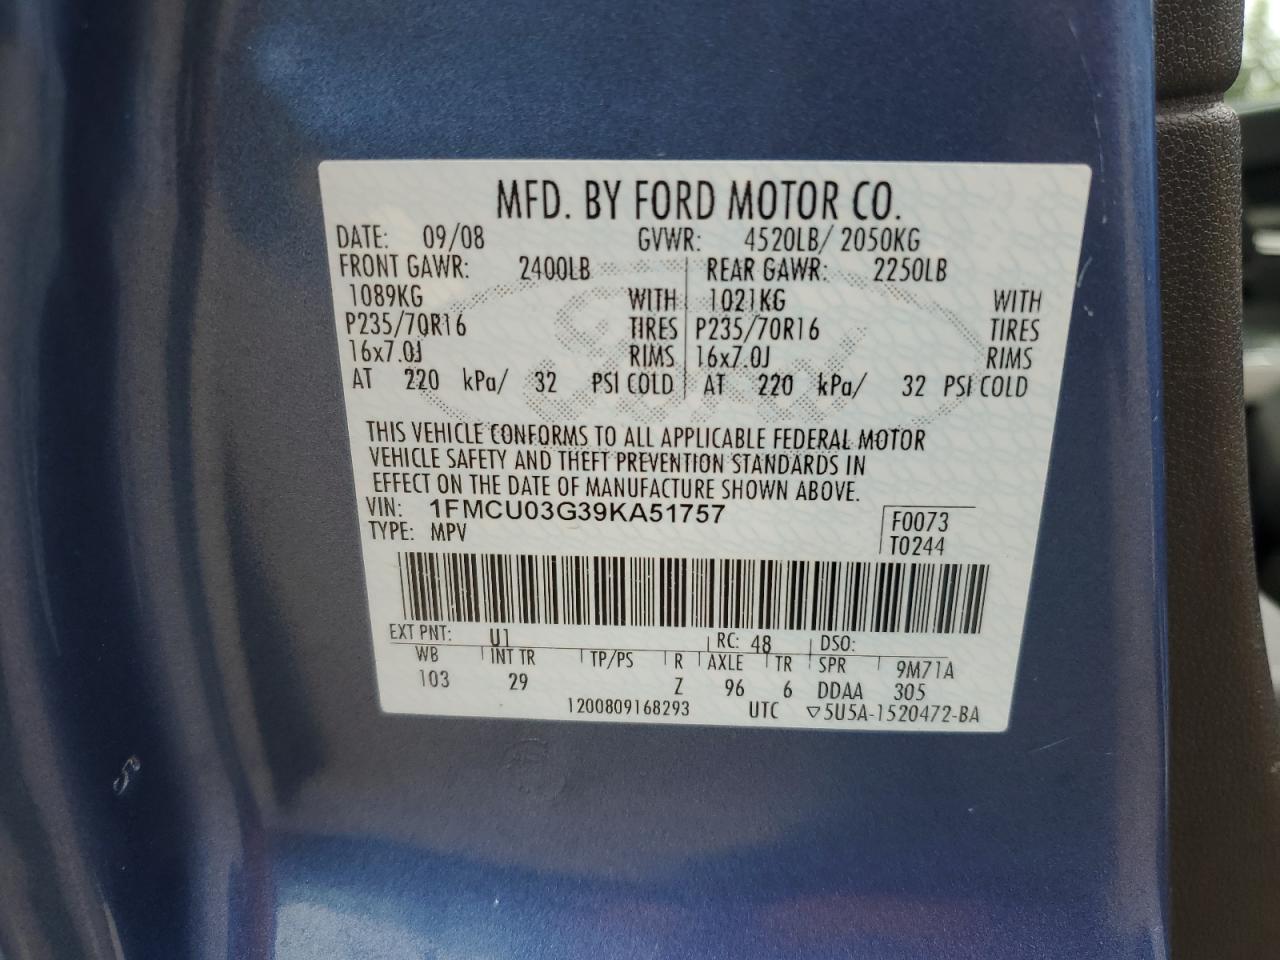 MFD. BY FORD MOTOR CO.
DATE: 09/08 GVWR: 4520LB/ 2050KG
FRONT GAWR: 2400LB REAR GAWR: 2250LB
1089KG WITH 1021KG WITH
P235/70R16 TIRES P235/70R16 TIRES
16x7.0J RIMS 16x7.0J RIMS
AT 220 kPa/ 32 PSI COLD AT 220 kPa/ 32 PSI COLD
THIS VEHICLE CONFORMS TO ALL APPLICABLE FEDERAL MOTOR
VEHICLE SAFETY AND THEFT PREVENTION STANDARDS IN
EFFECT ON THE DATE OF MANUFACTURE SHOWN ABOVE.
VIN: 1FMCU03G39KA51757 F0073
TYPE: MPV T0244
EXT PNT: U1 RC: 48 DSO:
WB INT TR TP/PS R AXLE TR SPR 9M71A
103 29 Z 96 6 DDAA 305
1200809168293 UTC ▽5U5A-1520472-BA